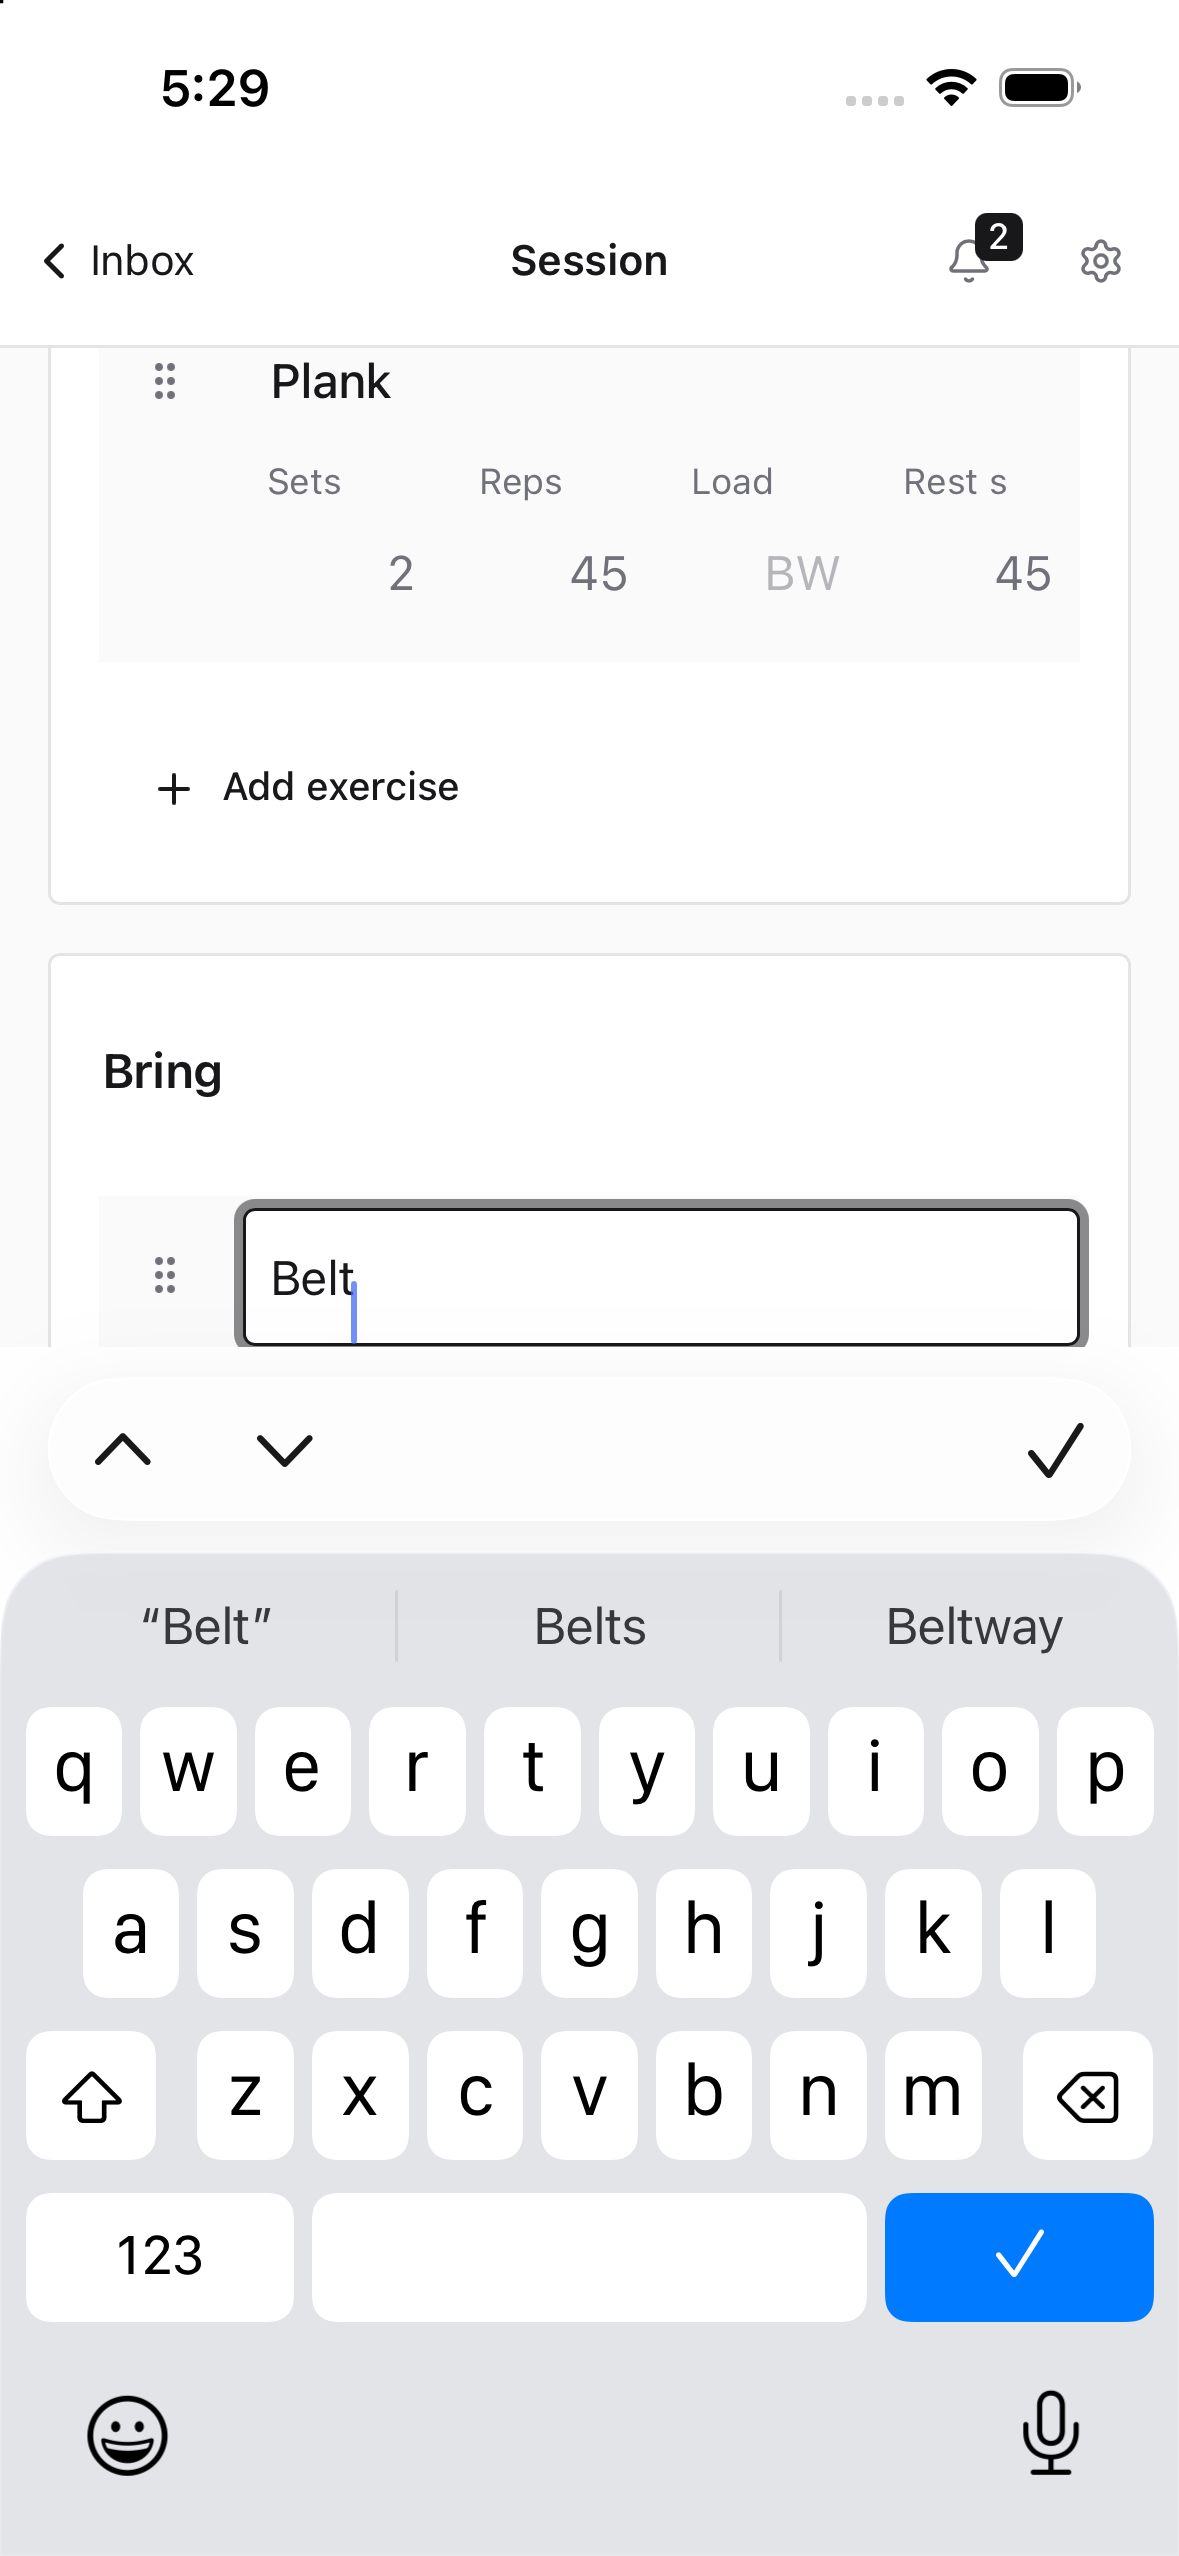 5:29
Inbox
Session
2
Plank
Sets Reps Load Rest s
2 45 BW 45
Add exercise
Bring
Belt
“Belt” Belts Beltway
q w e r t y u i o p
a s d f g h j k l
z x c v b n m
123